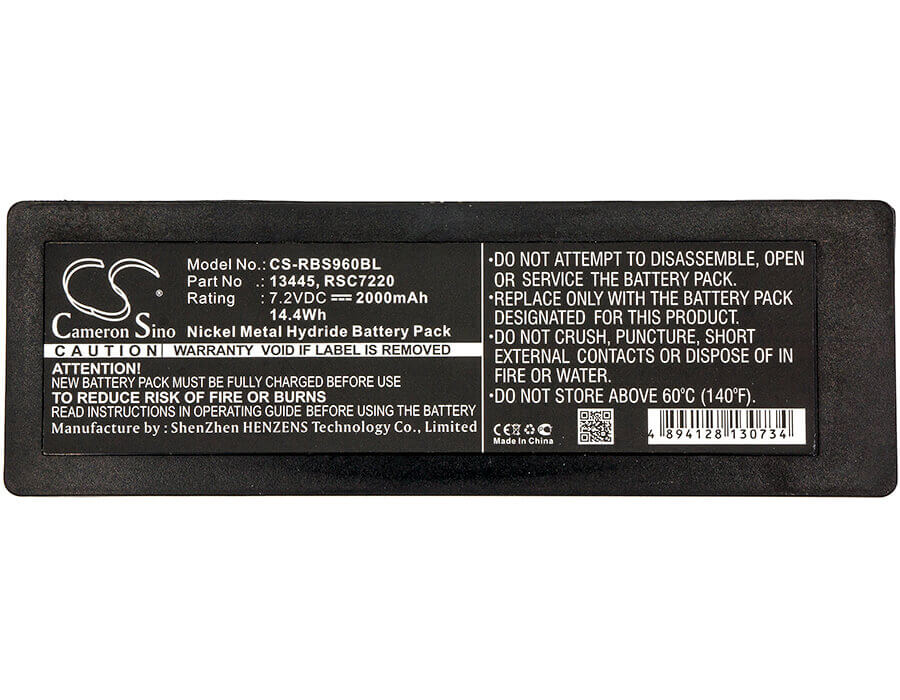 CS®
Cameron Sino
Model No.: CS-RBS960BL
Part No : 13445, RSC7220
Rating : 7.2VDC ⎓ 2000mAh
14.4Wh
Nickel Metal Hydride Battery Pack
CAUTION WARRANTY VOID IF LABEL IS REMOVED
ATTENTION!
NEW BATTERY PACK MUST BE FULLY CHARGED BEFORE USE
TO REDUCE RISK OF FIRE OR BURNS
READ INSTRUCTIONS IN OPERATING GUIDE BEFORE USING THE BATTERY
Manufacture by : ShenZhen HENZENS Technology Co., Limited
•DO NOT ATTEMPT TO DISASSEMBLE, OPEN
OR SERVICE THE BATTERY PACK.
•REPLACE ONLY WITH THE BATTERY PACK
DESIGNATED FOR THIS PRODUCT.
•DO NOT CRUSH, PUNCTURE, SHORT
EXTERNAL CONTACTS OR DISPOSE OF IN
FIRE OR WATER.
•DO NOT STORE ABOVE 60°C (140°F).
CE
Made In China
4 894128 130734